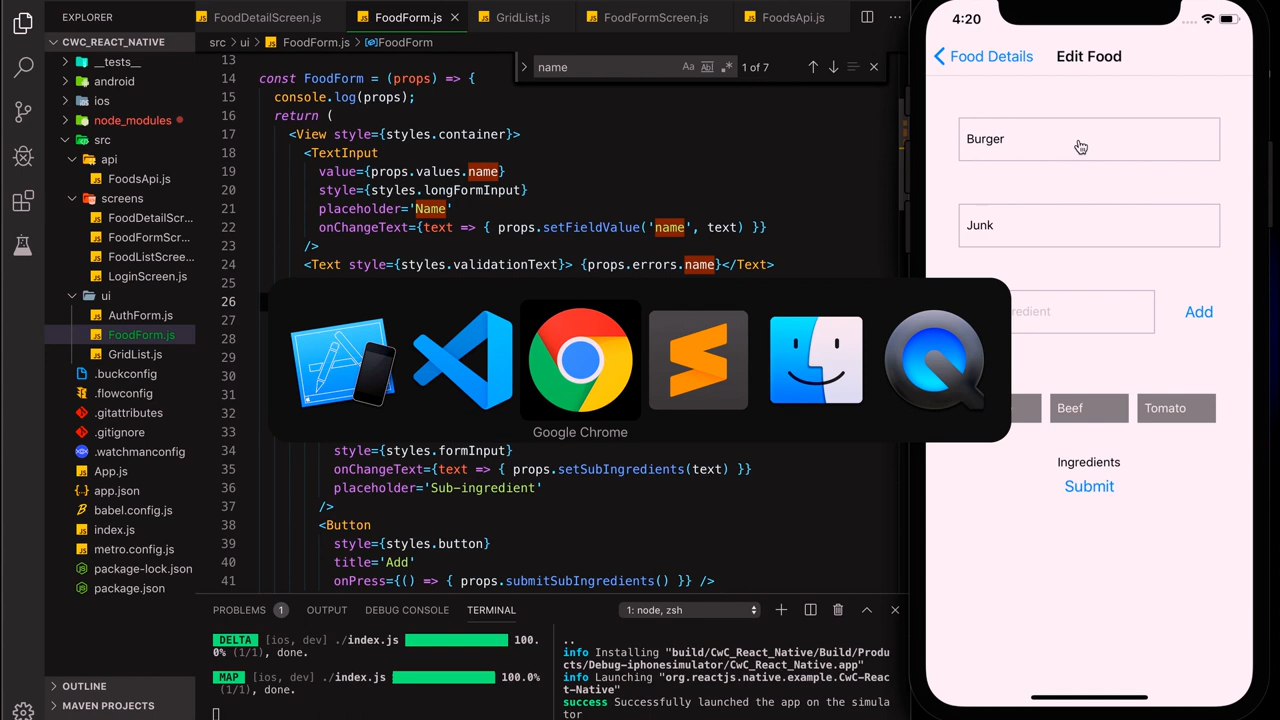 EXPLORER
CWC_REACT_NATIVE
__tests__
android
ios
node_modules
src
api
FoodsApi.js
screens
FoodDetailScr...
FoodFormScr...
FoodListScree...
LoginScreen.js
ui
AuthForm.js
FoodForm.js
GridList.js
.buckconfig
.flowconfig
.gitattributes
.gitignore
.watchmanconfig
App.js
app.json
babel.config.js
index.js
metro.config.js
package-lock.json
package.json
OUTLINE
MAVEN PROJECTS
FoodDetailScreen.js
FoodForm.js
GridList.js
FoodFormScreen.js
FoodsApi.js
src > ui > FoodForm.js > FoodForm
name
Aa Abl .* 1 of 7
13
14 const FoodForm = (props) => {
15 console.log(props);
16 return (
17 <View style={styles.container}>
18 <TextInput
19 value={props.values.name}
20 style={styles.longFormInput}
21 placeholder='Name'
22 onChangeText={text => { props.setFieldValue('name', text) }}
23 />
24 <Text style={styles.validationText}> {props.errors.name}</Text>
25
26
27
28
29
30
31
32
33
34 style={styles.formInput}
35 onChangeText={text => { props.setSubIngredients(text) }}
36 placeholder='Sub-ingredient'
37 />
38 <Button
39 style={styles.button}
40 title='Add'
41 onPress={() => { props.submitSubIngredients() }} />
Google Chrome
PROBLEMS 1 OUTPUT DEBUG CONSOLE TERMINAL
1: node, zsh
DELTA [ios, dev] ./index.js 100.
0% (1/1), done.
MAP [ios, dev] ./index.js 100.0%
(1/1), done.
..
info Installing "build/CwC_React_Native/Build/Produ
cts/Debug-iphonesimulator/CwC_React_Native.app"
info Launching "org.reactjs.native.example.CwC-Reac
t-Native"
success Successfully launched the app on the simula
tor
4:20
Food Details
Edit Food
Burger
Junk
redient
Add
Beef
Tomato
Ingredients
Submit